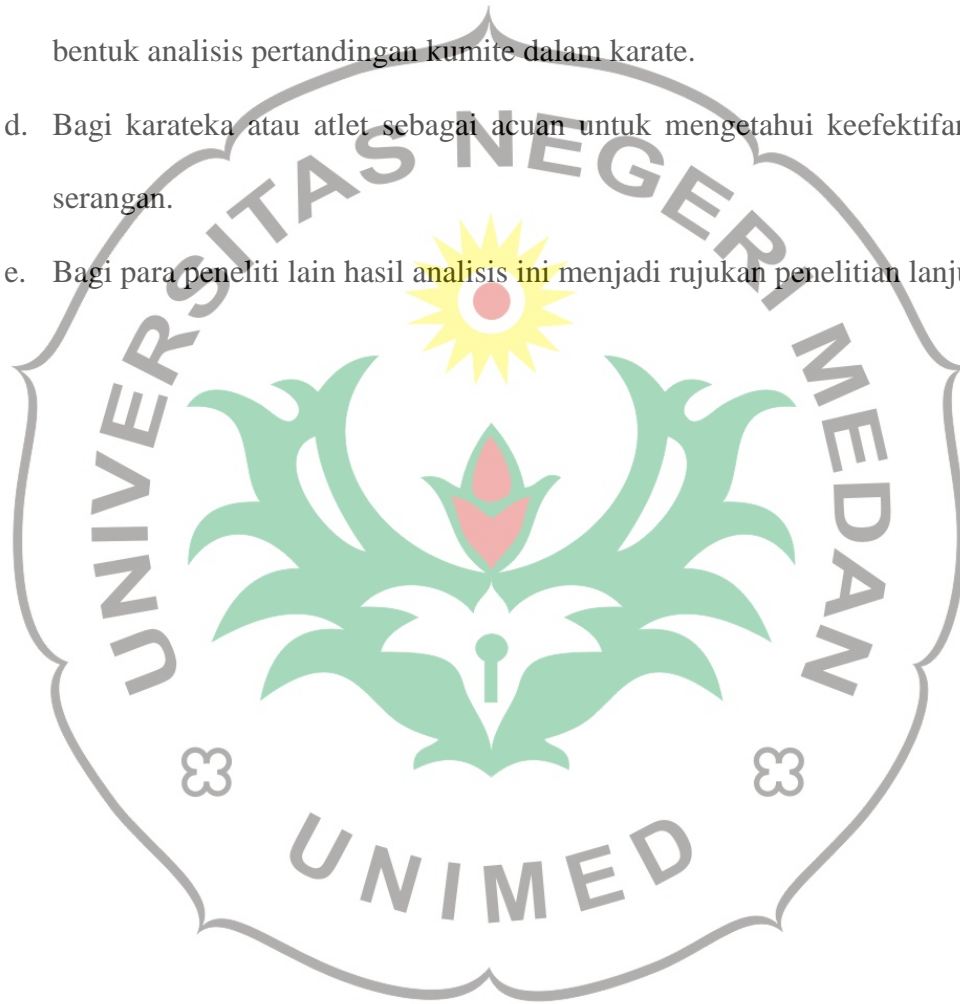 bentuk analisis pertandingan kumite dalam karate.
d. Bagi karateka atau atlet sebagai acuan untuk mengetahui keefektifan
serangan.
e. Bagi para peneliti lain hasil analisis ini menjadi rujukan penelitian
UNIVERSITAS NEGERI MEDAN
UNIMED